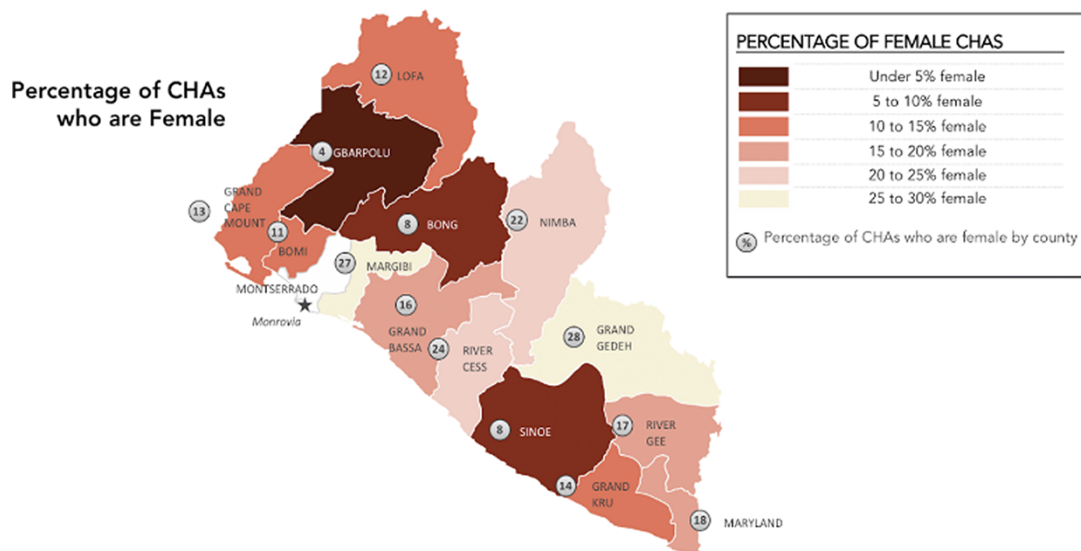 Percentage of CHAs
who are Female
12
LOFA
4
GBARPOLU
13
GRAND
CAPE
MOUNT
11
BOMI
8
BONG
22
NIMBA
27
MARGIBI
MONTSERRADO
Monrovia
16
GRAND
BASSA
24
RIVER
CESS
28
GRAND
GEDEH
8
SINOE
17
RIVER
GEE
14
GRAND
KRU
18
MARYLAND
PERCENTAGE OF FEMALE CHAS
Under 5% female
5 to 10% female
10 to 15% female
15 to 20% female
20 to 25% female
25 to 30% female
% Percentage of CHAs who are female by county